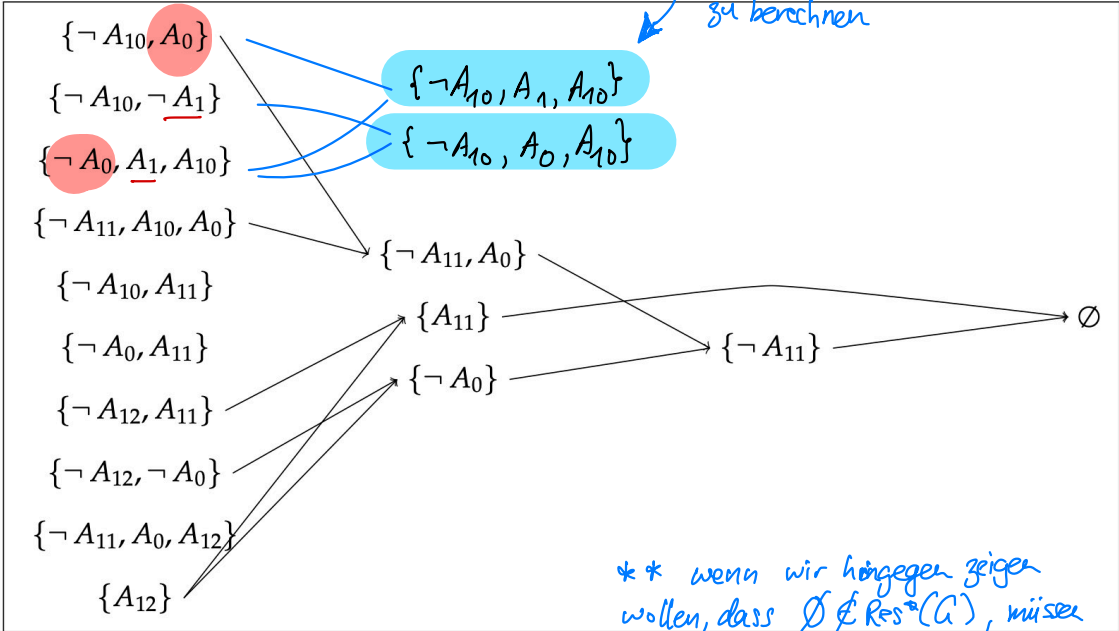 zu berechnen
{¬ A₁₀, A₀}
{¬ A₁₀, A₁, A₁₀}
{¬ A₁₀, ¬ A₁}
{¬ A₁₀, A₀, A₁₀}
{¬ A₀, A₁, A₁₀}
{¬ A₁₁, A₁₀, A₀}
{¬ A₁₁, A₀}
{¬ A₁₀, A₁₁}
{A₁₁}
∅
{¬ A₀, A₁₁}
{¬ A₁₁}
{¬ A₀}
{¬ A₁₂, A₁₁}
{¬ A₁₂, ¬ A₀}
{¬ A₁₁, A₀, A₁₂}
{A₁₂}
** wenn wir hingegen zeigen
wollen, dass ∅ ∉ Res*(G), müssen